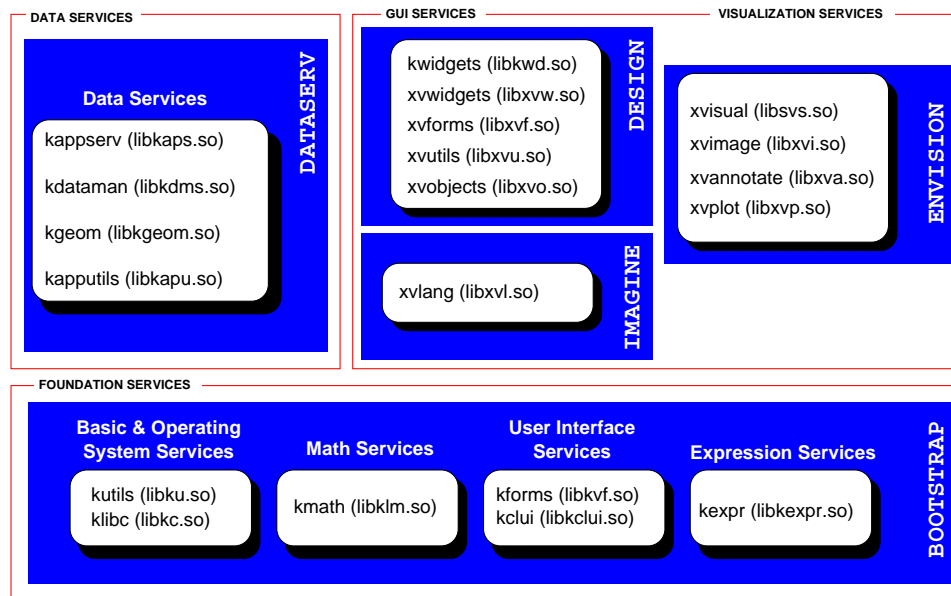 DATA SERVICES
DATASERV
Data Services
kappserv (libkaps.so)
kdataman (libkdms.so)
kgeom (libkgeom.so)
kapputils (libkapu.so)
GUI SERVICES
DESIGN
kwidgets (libkwd.so)
xvwidgets (libxvw.so)
xvforms (libxvf.so)
xvutils (libxvu.so)
xvobjects (libxvo.so)
IMAGINE
xvlang (libxvl.so)
VISUALIZATION SERVICES
ENVISION
xvisual (libsvs.so)
xvimage (libxvi.so)
xvannotate (libxva.so)
xvplot (libxvp.so)
FOUNDATION SERVICES
BOOTSTRAP
Basic & Operating
System Services
kutils (libku.so)
klibc (libkc.so)
Math Services
kmath (libklm.so)
User Interface
Services
kforms (libkvf.so)
kclui (libkclui.so)
Expression Services
kexpr (libkexpr.so)